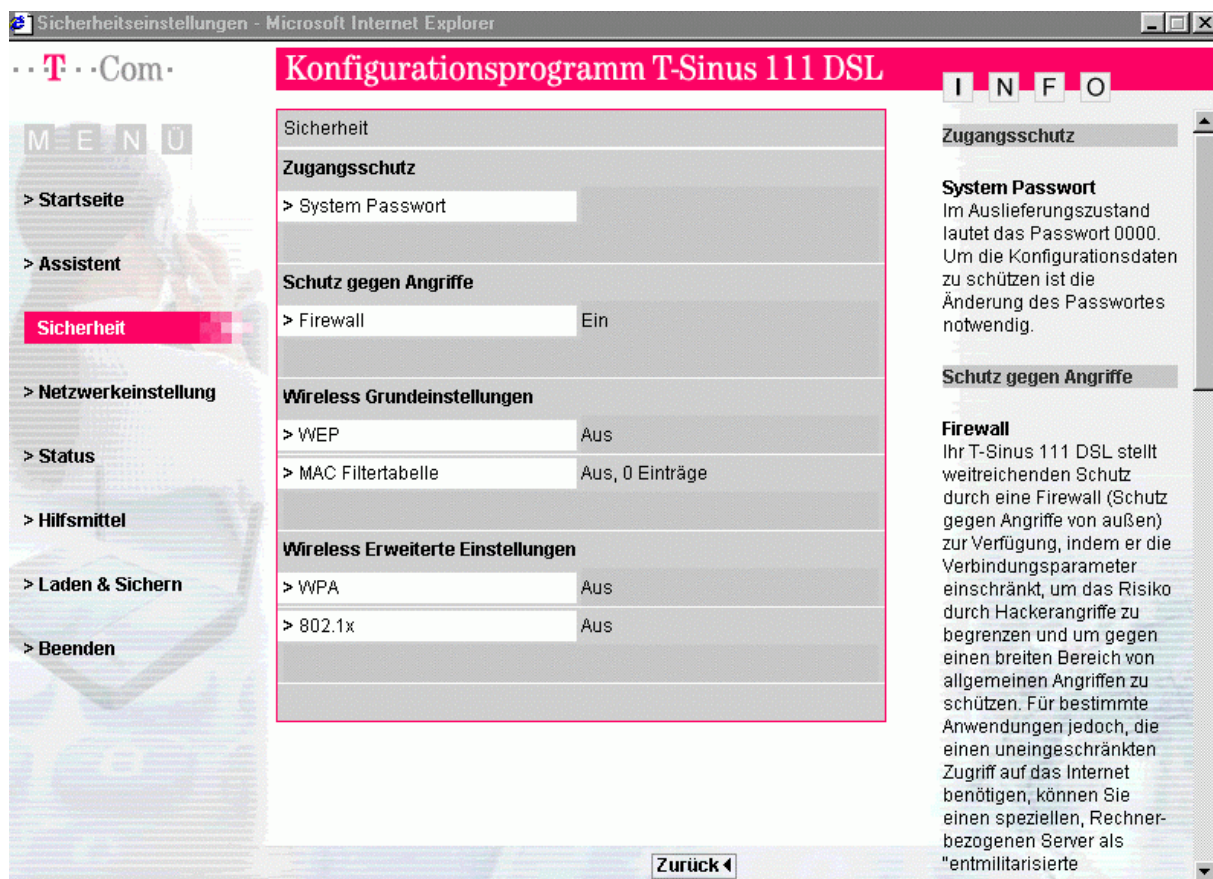 Sicherheitseinstellungen - Microsoft Internet Explorer
· · T · · Com ·
Konfigurationsprogramm T-Sinus 111 DSL
INFO
MENÜ
> Startseite
> Assistent
Sicherheit
> Netzwerkeinstellung
> Status
> Hilfsmittel
> Laden & Sichern
> Beenden
Sicherheit
Zugangsschutz
> System Passwort
Schutz gegen Angriffe
> Firewall Ein
Wireless Grundeinstellungen
> WEP Aus
> MAC Filtertabelle Aus, 0 Einträge
Wireless Erweiterte Einstellungen
> WPA Aus
> 802.1x Aus
Zurück
Zugangsschutz
System Passwort
Im Auslieferungszustand
lautet das Passwort 0000.
Um die Konfigurationsdaten
zu schützen ist die
Änderung des Passwortes
notwendig.
Schutz gegen Angriffe
Firewall
Ihr T-Sinus 111 DSL stellt
weitreichenden Schutz
durch eine Firewall (Schutz
gegen Angriffe von außen)
zur Verfügung, indem er die
Verbindungsparameter
einschränkt, um das Risiko
durch Hackerangriffe zu
begrenzen und um gegen
einen breiten Bereich von
allgemeinen Angriffen zu
schützen. Für bestimmte
Anwendungen jedoch, die
einen uneingeschränkten
Zugriff auf das Internet
benötigen, können Sie
einen speziellen, Rechner-
bezogenen Server als
"entmilitarisierte